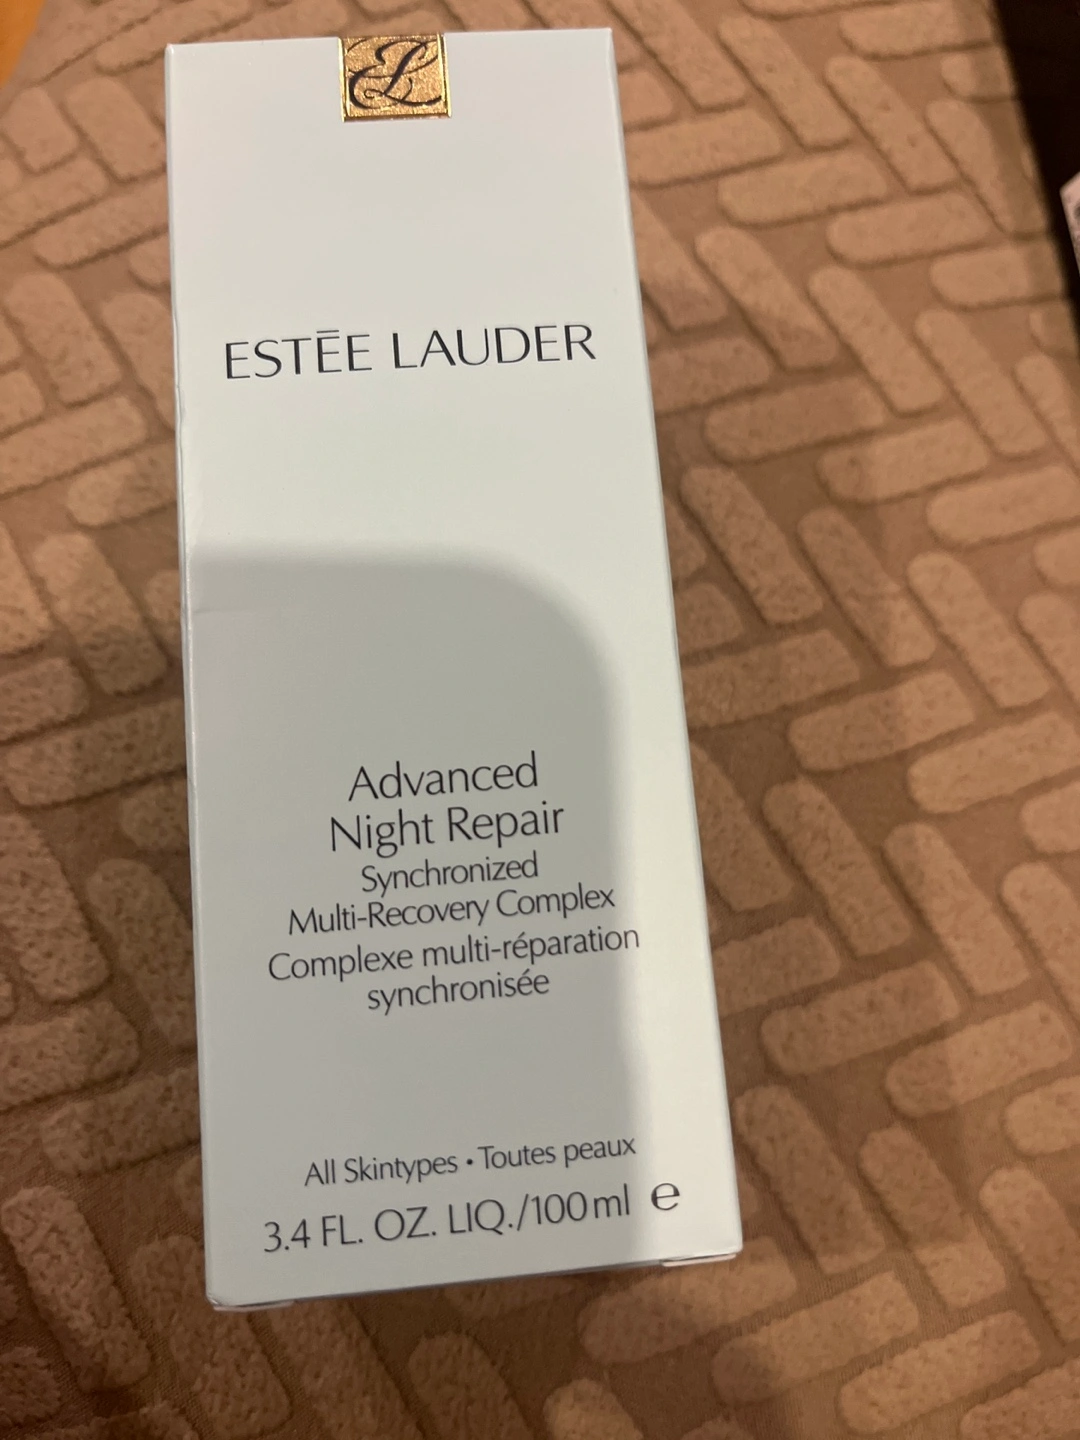 EL
ESTĒE LAUDER
Advanced
Night Repair
Synchronized
Multi-Recovery Complex
Complexe multi-réparation
synchronisée
All Skintypes • Toutes peaux
3.4 FL. OZ. LIQ./100 ml ℮